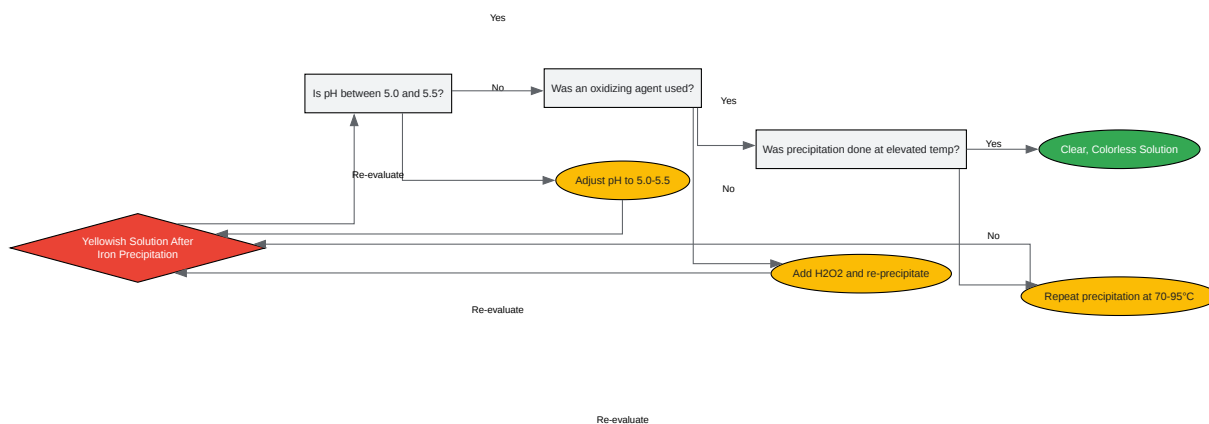 Yes
Is pH between 5.0 and 5.5?
No
Was an oxidizing agent used?
Yes
Was precipitation done at elevated temp?
Yes
Clear, Colorless Solution
Re-evaluate
Adjust pH to 5.0-5.5
No
Yellowish Solution After
Iron Precipitation
No
Add H2O2 and re-precipitate
Repeat precipitation at 70-95°C
Re-evaluate
Re-evaluate